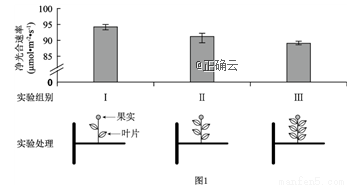 净光合速率
(μmol•m⁻²•s⁻¹)
100
95
90
85
0
@正确云
实验组别 Ⅰ Ⅱ Ⅲ
实验处理 果实
叶片
图1